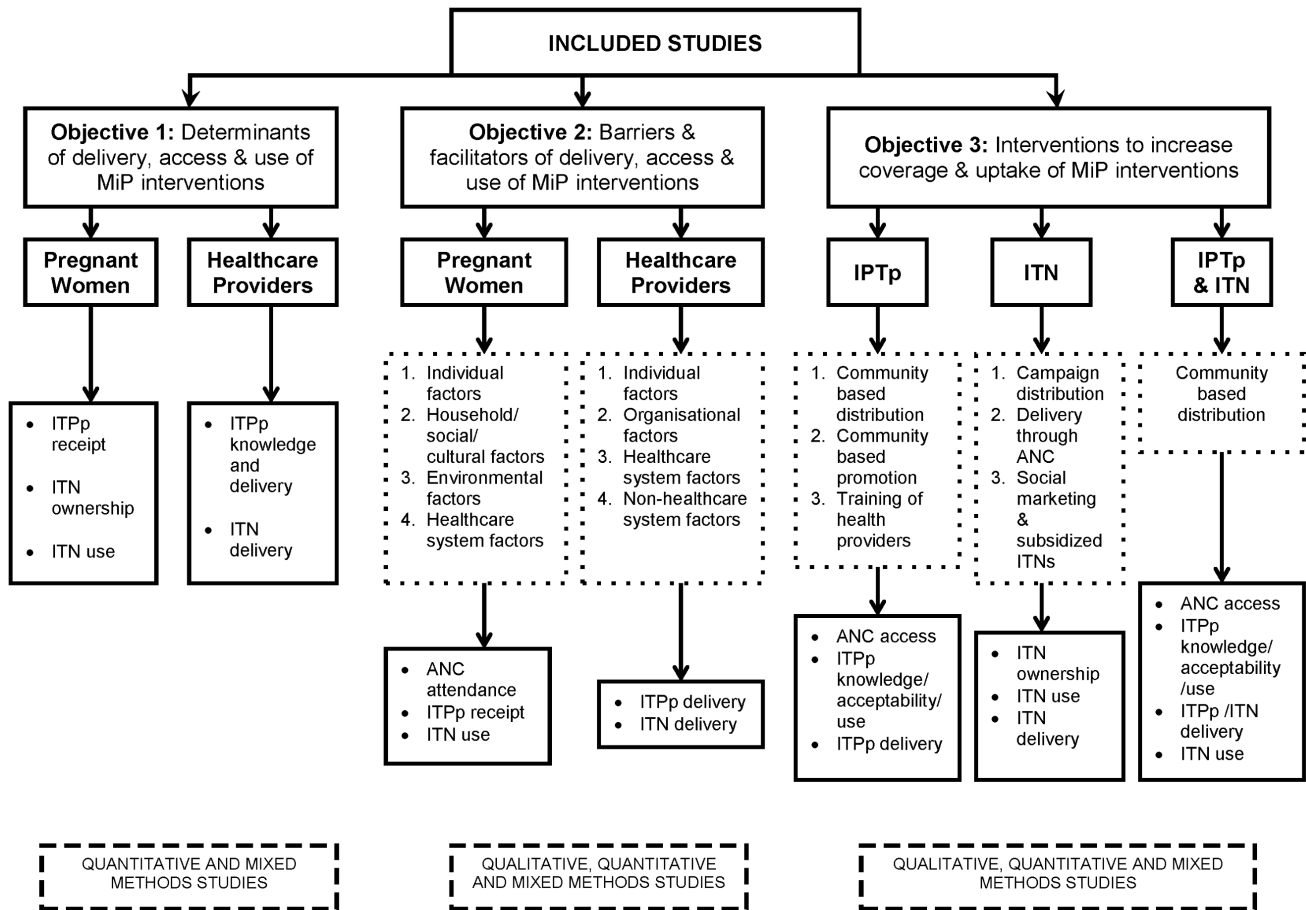 INCLUDED STUDIES
Objective 1: Determinants
of delivery, access & use of
MiP interventions
Objective 2: Barriers &
facilitators of delivery, access &
use of MiP interventions
Objective 3: Interventions to increase
coverage & uptake of MiP interventions
Pregnant
Women
Healthcare
Providers
Pregnant
Women
Healthcare
Providers
IPTp
ITN
IPTp
& ITN
• ITPp
receipt
• ITN
ownership
• ITN use
• ITPp
knowledge
and
delivery
• ITN
delivery
1. Individual
factors
2. Household/
social/
cultural factors
3. Environmental
factors
4. Healthcare
system factors
1. Individual
factors
2. Organisational
factors
3. Healthcare
system factors
4. Non-healthcare
system factors
1. Community
based
distribution
2. Community
based
promotion
3. Training of
health
providers
1. Campaign
distribution
2. Delivery
through
ANC
3. Social
marketing
&
subsidized
ITNs
Community
based
distribution
• ANC
attendance
• ITPp receipt
• ITN use
• ITPp delivery
• ITN delivery
• ANC access
• ITPp
knowledge/
acceptability/
use
• ITPp delivery
• ITN
ownership
• ITN use
• ITN
delivery
• ANC access
• ITPp
knowledge/
acceptability
/use
• ITPp /ITN
delivery
• ITN use
QUANTITATIVE AND MIXED
METHODS STUDIES
QUALITATIVE, QUANTITATIVE
AND MIXED METHODS STUDIES
QUALITATIVE, QUANTITATIVE AND MIXED
METHODS STUDIES